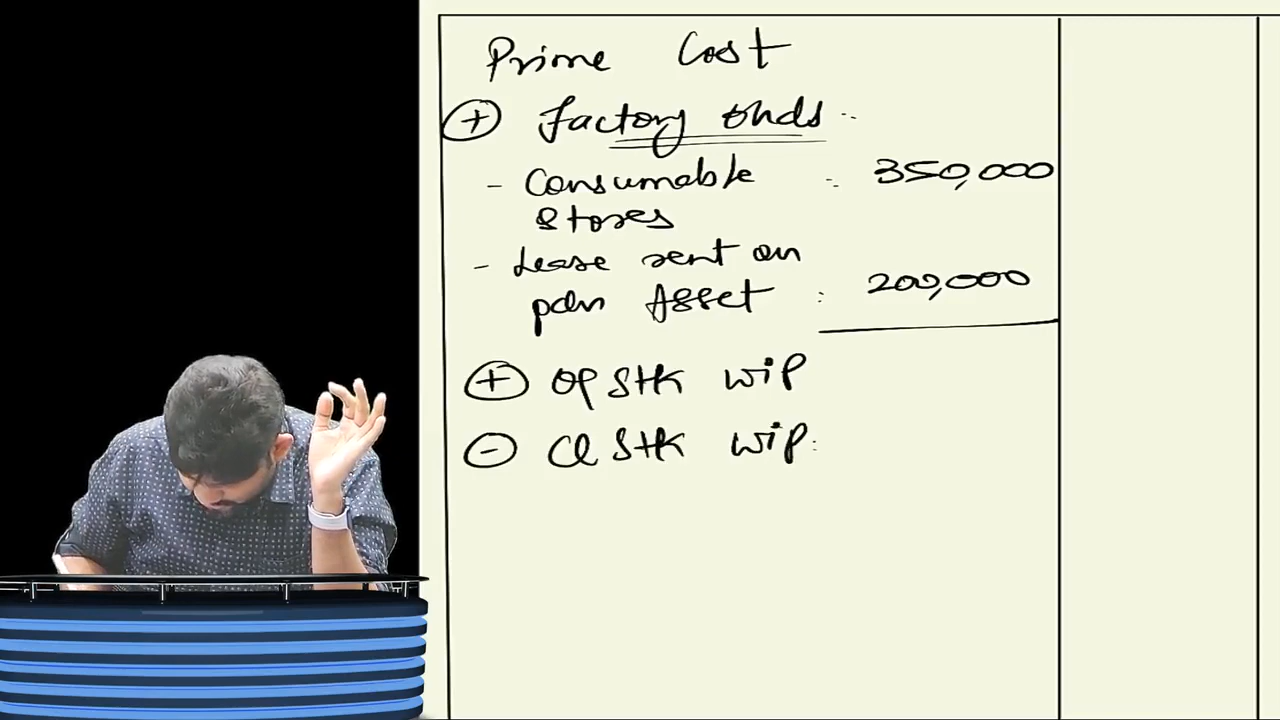 Prime Cost
+ factory ohds :
- Consumable : 350,000
Stores
- Lease rent on
pdn Asset : 200,000
+ OP Stk WIP
- Cl Stk WIP :